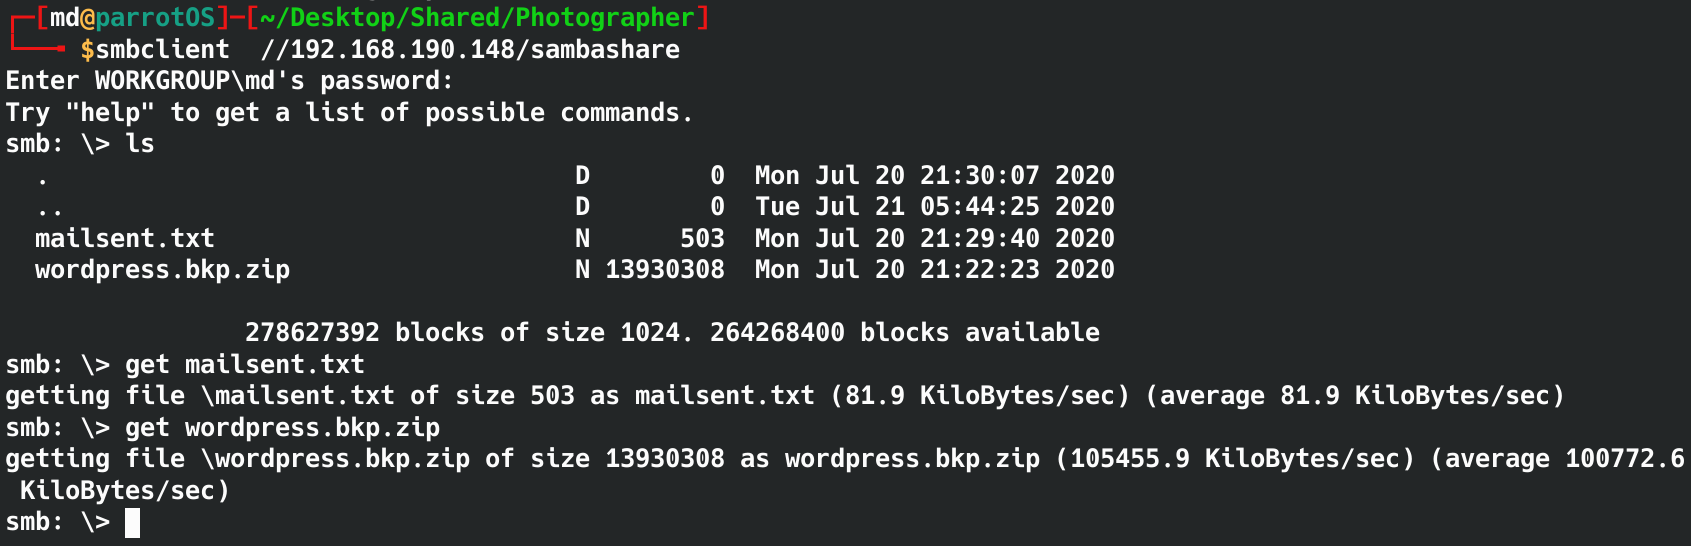 ┌─[md@parrotOS]─[~/Desktop/Shared/Photographer]
└──╼ $smbclient  //192.168.190.148/sambashare
Enter WORKGROUP\md's password:
Try "help" to get a list of possible commands.
smb: \> ls
  .                                   D        0  Mon Jul 20 21:30:07 2020
  ..                                  D        0  Tue Jul 21 05:44:25 2020
  mailsent.txt                        N      503  Mon Jul 20 21:29:40 2020
  wordpress.bkp.zip                   N 13930308  Mon Jul 20 21:22:23 2020
                278627392 blocks of size 1024. 264268400 blocks available
smb: \> get mailsent.txt
getting file \mailsent.txt of size 503 as mailsent.txt (81.9 KiloBytes/sec) (average 81.9 KiloBytes/sec)
smb: \> get wordpress.bkp.zip
getting file \wordpress.bkp.zip of size 13930308 as wordpress.bkp.zip (105455.9 KiloBytes/sec) (average 100772.6
 KiloBytes/sec)
smb: \>